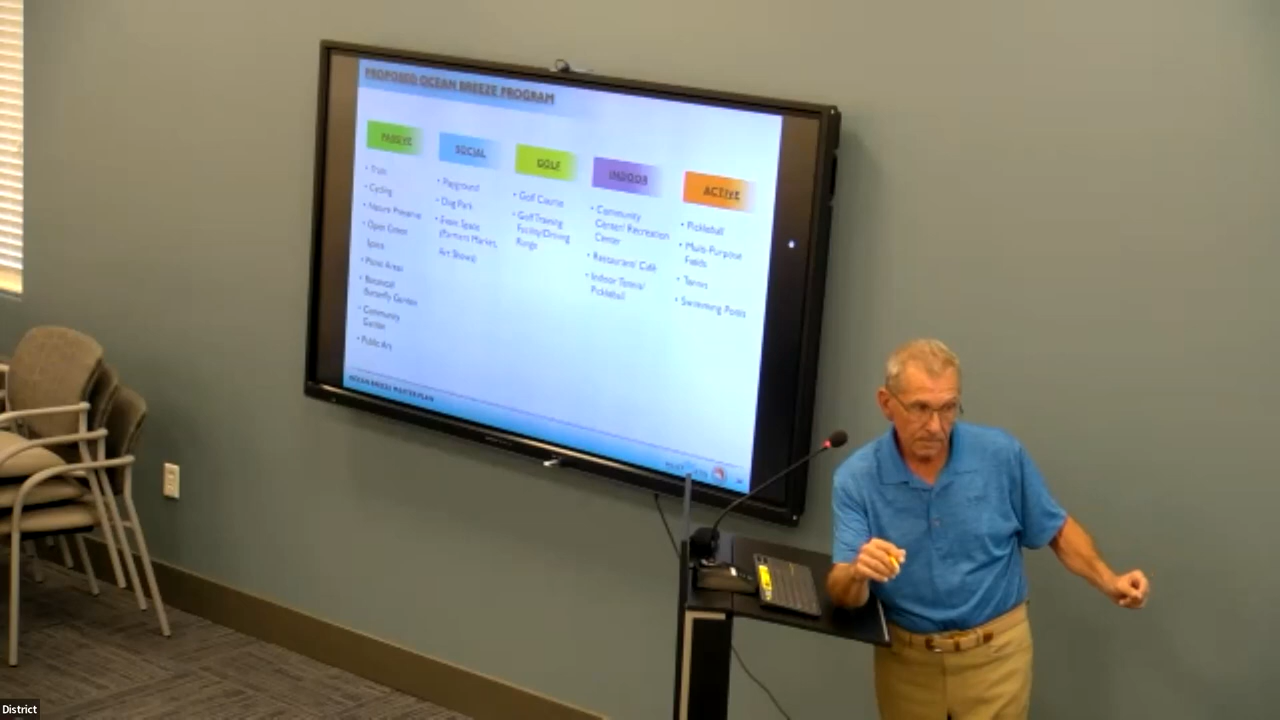 PROPOSED OCEAN BREEZE PROGRAM
PASSIVE
• Trails
• Cycling
• Nature Preserve
• Open Green
Space
• Picnic Areas
• Botanical/
Butterfly Garden
• Community
Garden
• Public Art
SOCIAL
• Playground
• Dog Park
• Event Space
(Farmers Market,
Art Shows)
GOLF
• Golf Course
• Golf Training
Facility/Driving
Range
INDOOR
• Community
Center/ Recreation
Center
• Restaurant/ Café
• Indoor Tennis/
Pickleball
ACTIVE
• Pickleball
• Multi-Purpose
Fields
• Tennis
• Swimming Pools
OCEAN BREEZE MASTER PLAN
District